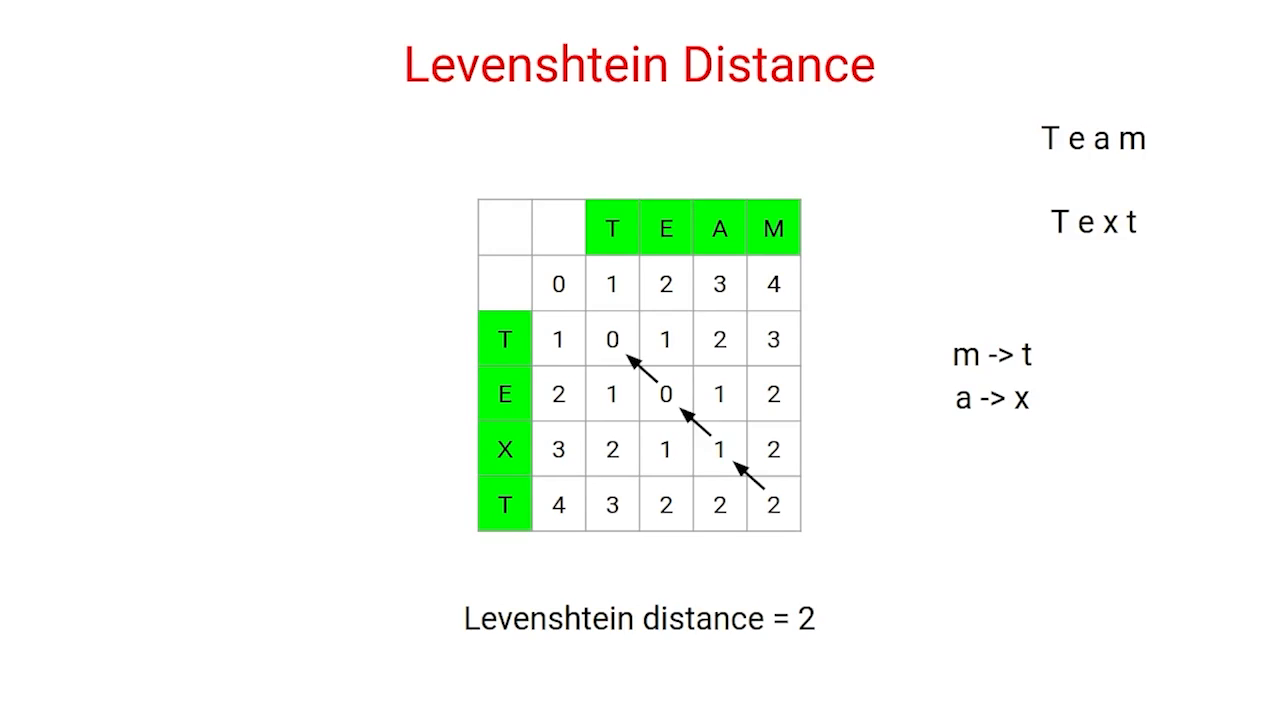 Levenshtein Distance
T e a m
T e x t
T E A M
0 1 2 3 4
T 1 0 1 2 3
E 2 1 0 1 2
X 3 2 1 1 2
T 4 3 2 2 2
m -> t
a -> x
Levenshtein distance = 2